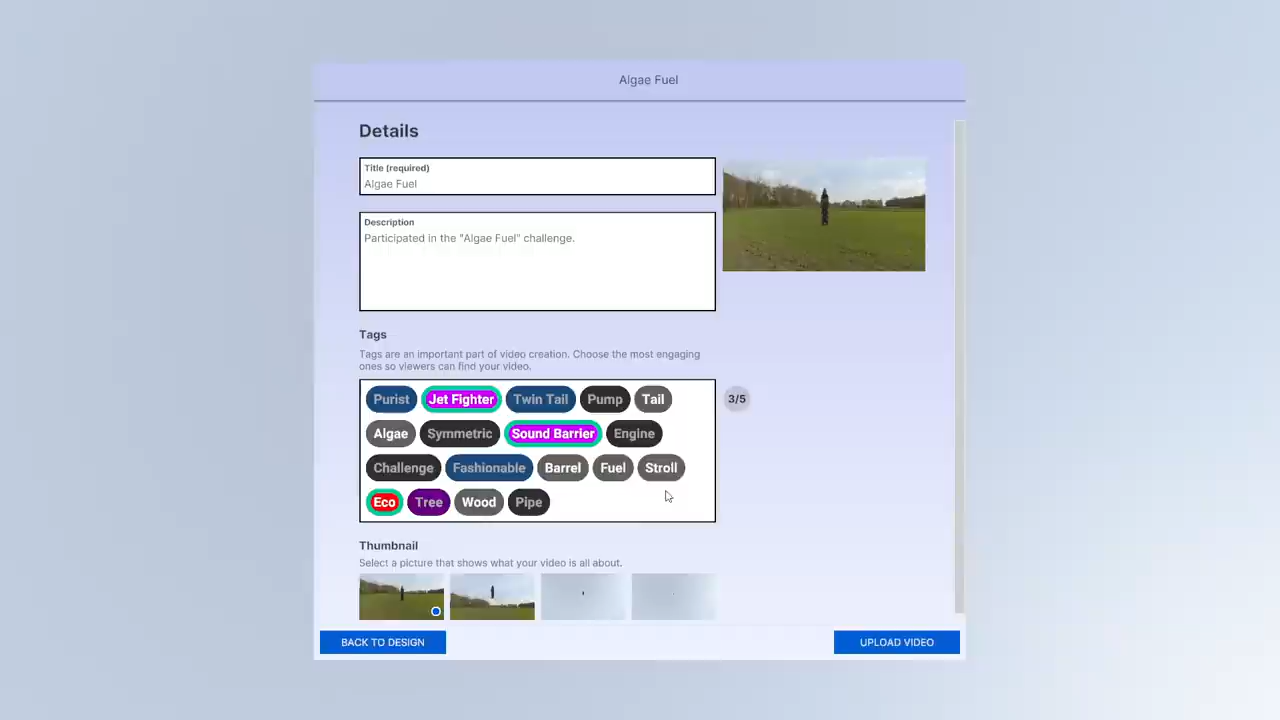 Algae Fuel
Details
Title (required)
Algae Fuel
Description
Participated in the "Algae Fuel" challenge.
Tags
Tags are an important part of video creation. Choose the most engaging
ones so viewers can find your video.
Purist Jet Fighter Twin Tail Pump Tail
3/5
Algae Symmetric Sound Barrier Engine
Challenge Fashionable Barrel Fuel Stroll
Eco Tree Wood Pipe
Thumbnail
Select a picture that shows what your video is all about.
BACK TO DESIGN
UPLOAD VIDEO